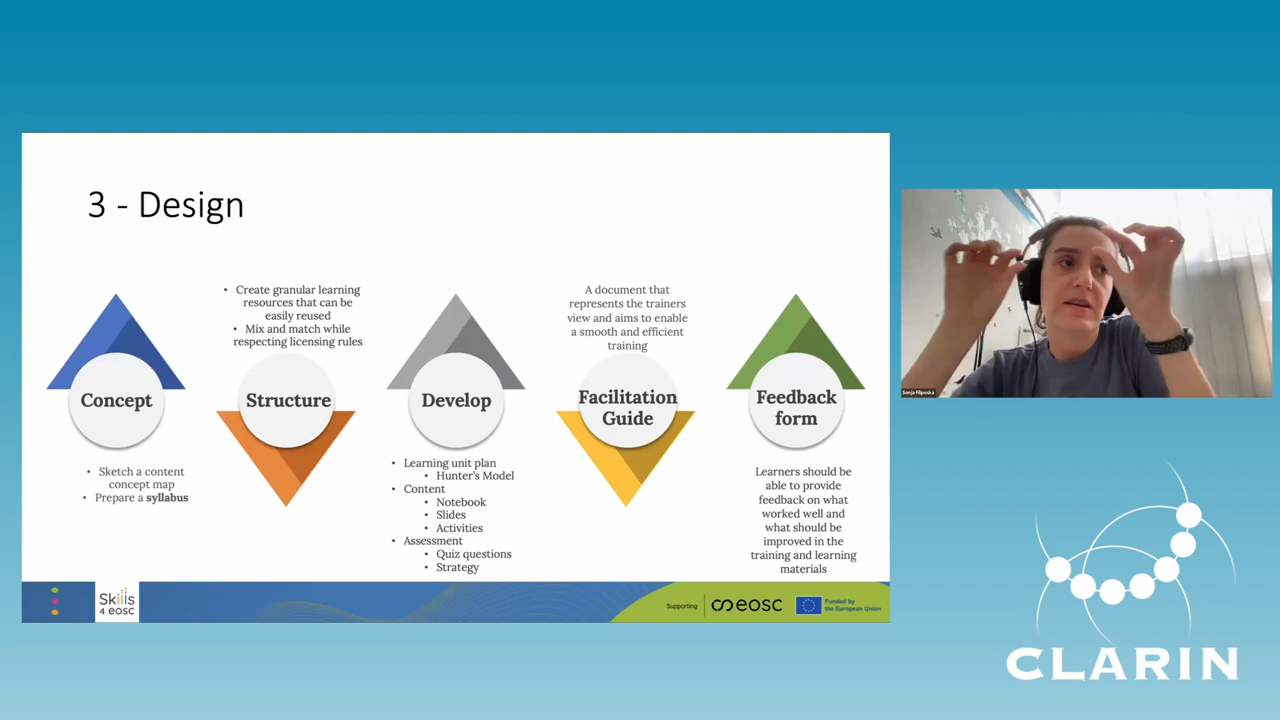 3 - Design
Concept
• Sketch a content
concept map
• Prepare a syllabus
• Create granular learning
resources that can be
easily reused
• Mix and match while
respecting licensing rules
Structure
Develop
• Learning unit plan
• Hunter's Model
• Content
• Notebook
• Slides
• Activities
• Assessment
• Quiz questions
• Strategy
A document that
represents the trainers
view and aims to enable
a smooth and efficient
training
Facilitation
Guide
Feedback
form
Learners should be
able to provide
feedback on what
worked well and
what should be
improved in the
training and learning
materials
Skills
4 eosc
Supporting
eosc
Funded by
the European Union
Sonja Filiposka
CLARIN